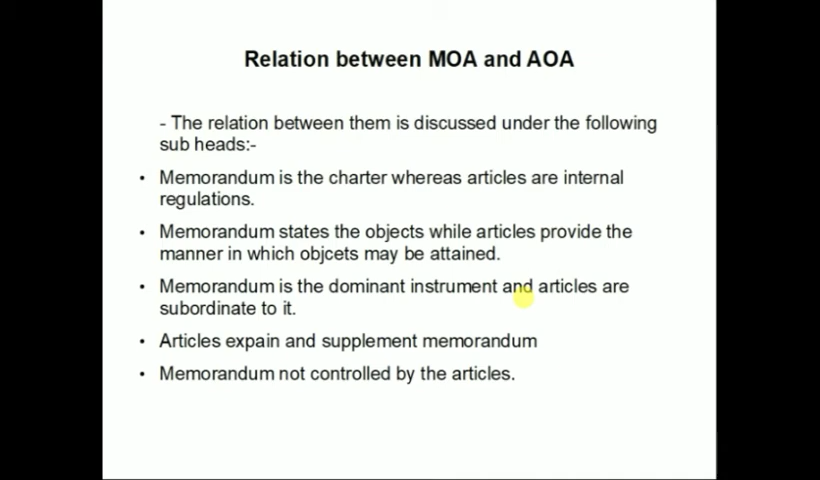 Relation between MOA and AOA
- The relation between them is discussed under the following
sub heads:-
• Memorandum is the charter whereas articles are internal
regulations.
• Memorandum states the objects while articles provide the
manner in which objcets may be attained.
• Memorandum is the dominant instrument and articles are
subordinate to it.
• Articles expain and supplement memorandum
• Memorandum not controlled by the articles.